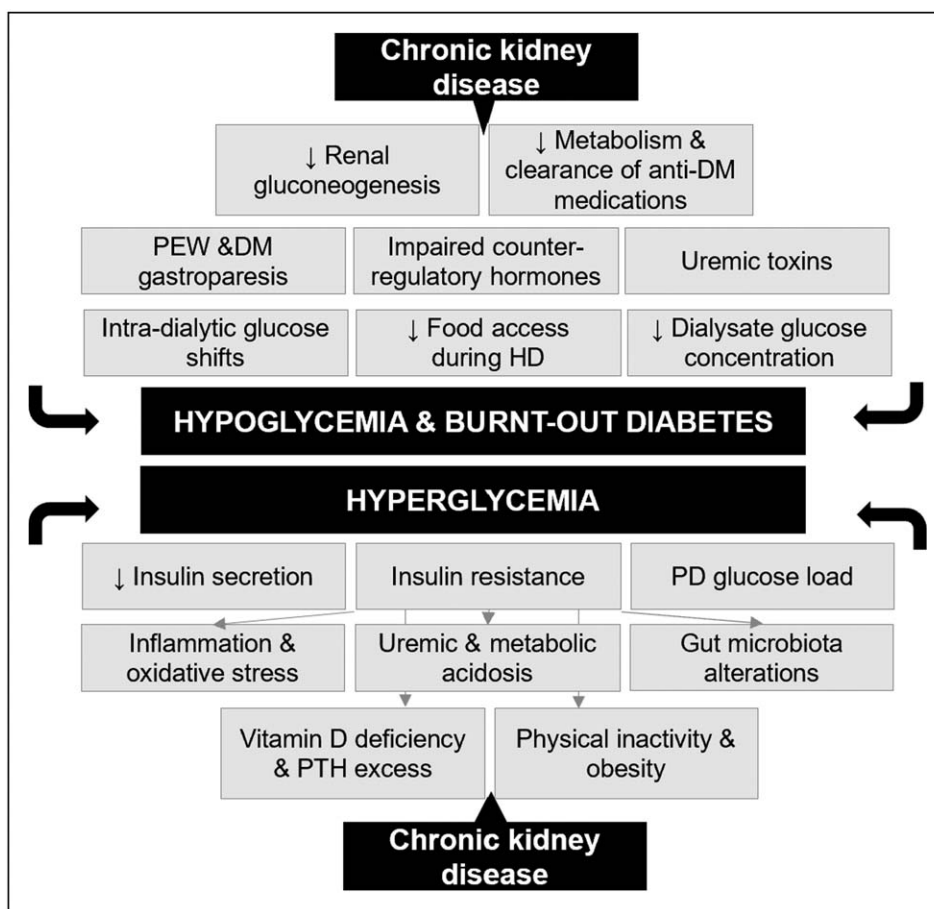 Chronic kidney
disease
↓ Renal
gluconeogenesis
↓ Metabolism &
clearance of anti-DM
medications
PEW &DM
gastroparesis
Impaired counter-
regulatory hormones
Uremic toxins
Intra-dialytic glucose
shifts
↓ Food access
during HD
↓ Dialysate glucose
concentration
HYPOGLYCEMIA & BURNT-OUT DIABETES
HYPERGLYCEMIA
↓ Insulin secretion
Insulin resistance
PD glucose load
Inflammation &
oxidative stress
Uremic & metabolic
acidosis
Gut microbiota
alterations
Vitamin D deficiency
& PTH excess
Physical inactivity &
obesity
Chronic kidney
disease